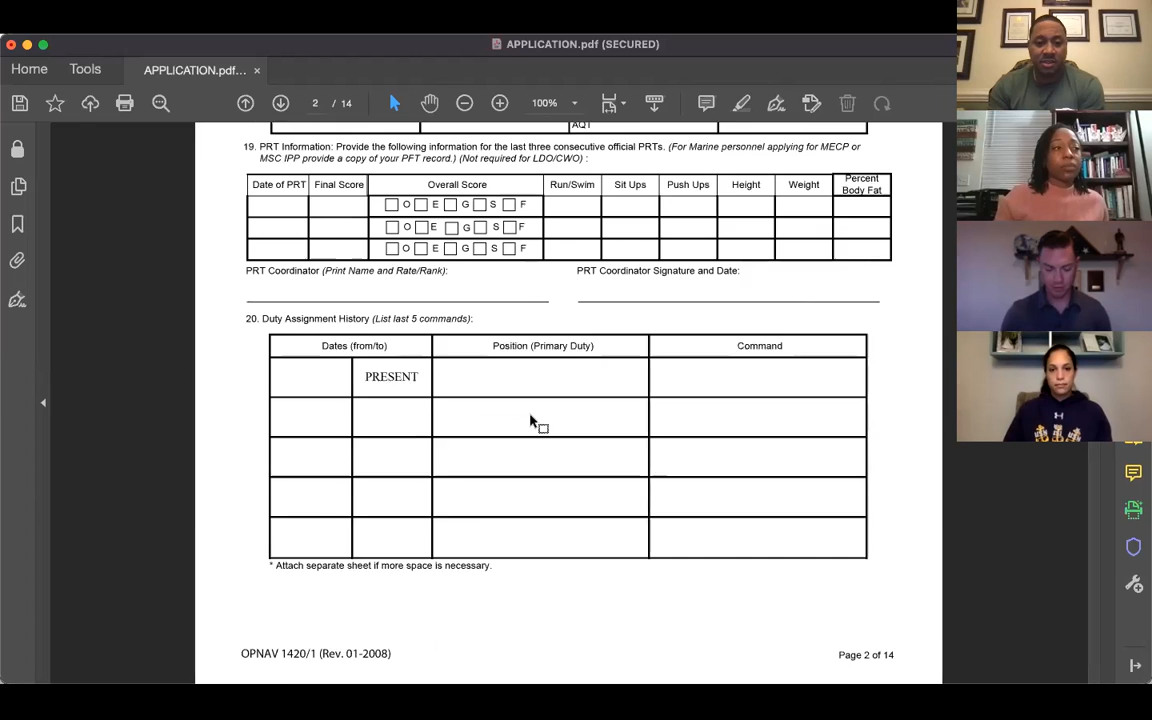 APPLICATION.pdf (SECURED)
Home Tools APPLICATION.pdf... ×
2 / 14 100%
AQT
19. PRT Information: Provide the following information for the last three consecutive official PRTs. (For Marine personnel applying for MECP or
MSC IPP provide a copy of your PFT record.) (Not required for LDO/CWO) :
Date of PRT Final Score Overall Score Run/Swim Sit Ups Push Ups Height Weight Percent Body Fat
O E G S F
O E G S F
O E G S F
PRT Coordinator (Print Name and Rate/Rank): PRT Coordinator Signature and Date:
20. Duty Assignment History (List last 5 commands):
Dates (from/to) Position (Primary Duty) Command
PRESENT
* Attach separate sheet if more space is necessary.
OPNAV 1420/1 (Rev. 01-2008) Page 2 of 14